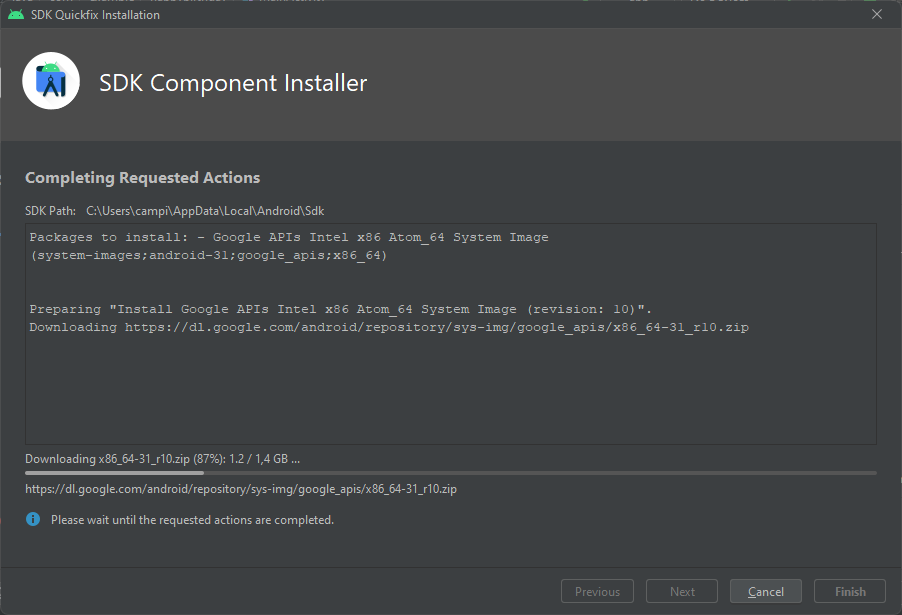 SDK Quickfix Installation
SDK Component Installer
Completing Requested Actions
SDK Path: C:\Users\campi\AppData\Local\Android\Sdk
Packages to install: - Google APIs Intel x86 Atom_64 System Image
(system-images;android-31;google_apis;x86_64)
Preparing "Install Google APIs Intel x86 Atom_64 System Image (revision: 10)".
Downloading https://dl.google.com/android/repository/sys-img/google_apis/x86_64-31_r10.zip
Downloading x86_64-31_r10.zip (87%): 1.2 / 1,4 GB ...
https://dl.google.com/android/repository/sys-img/google_apis/x86_64-31_r10.zip
Please wait until the requested actions are completed.
Previous Next Cancel Finish